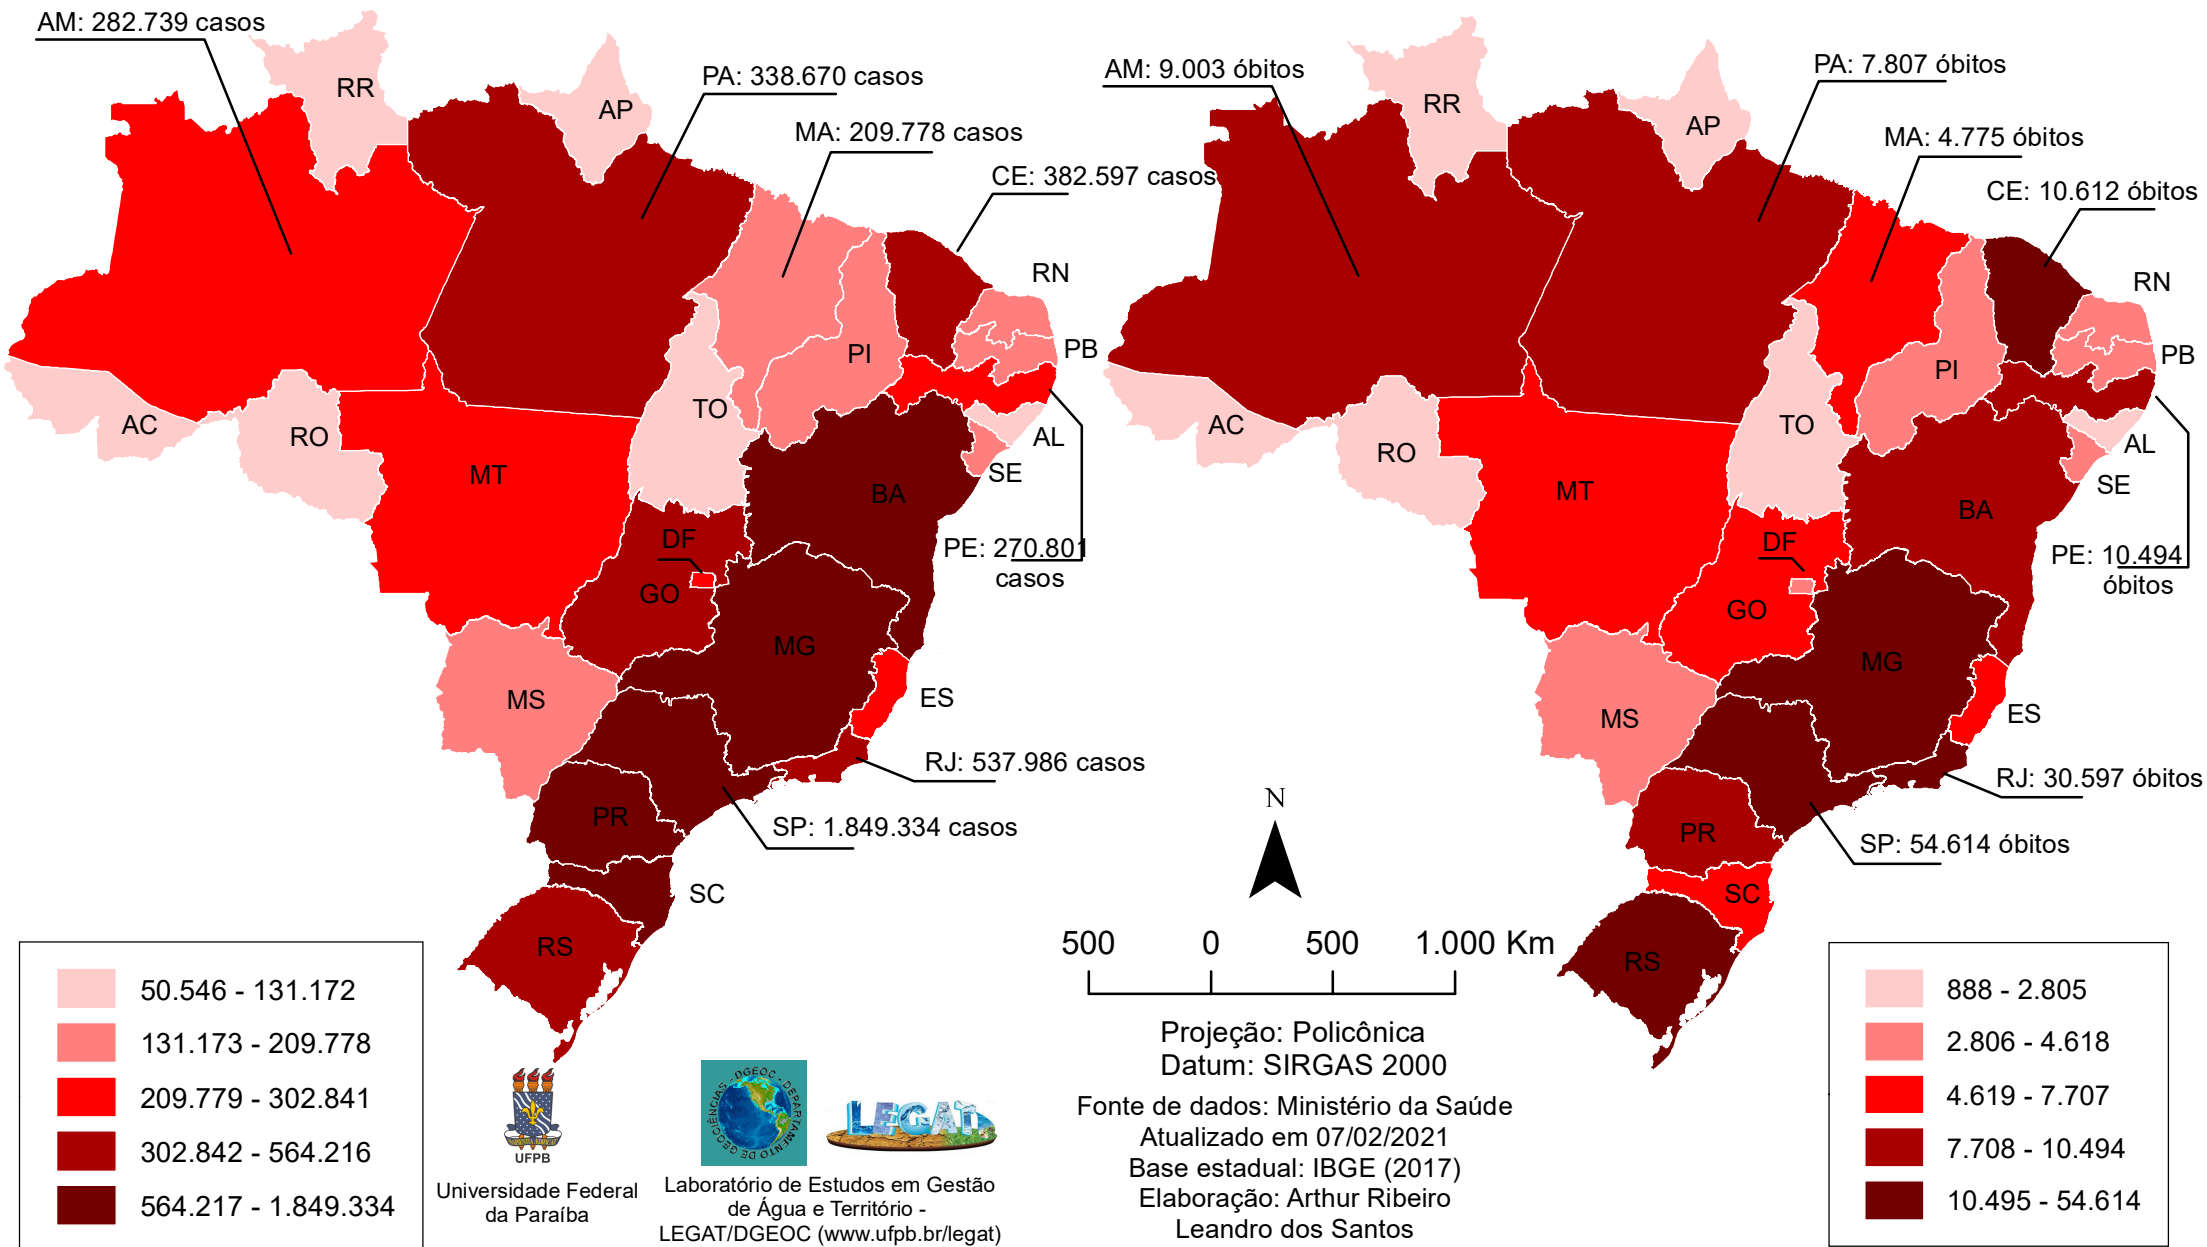 AM: 282.739 casos
RR
AP
PA: 338.670 casos
MA: 209.778 casos
CE: 382.597 casos
RN
PB
PI
TO
AC
RO
AL
SE
MT
BA
DF
PE: 270.801
casos
GO
MG
MS
ES
RJ: 537.986 casos
PR
SP: 1.849.334 casos
SC
RS
50.546 - 131.172
131.173 - 209.778
209.779 - 302.841
302.842 - 564.216
564.217 - 1.849.334
UFPB
Universidade Federal
da Paraíba
DGEOC - DEPARTAMENTO DE GEOCIÊNCIAS -
LEGAT
Laboratório de Estudos em Gestão
de Água e Território -
LEGAT/DGEOC (www.ufpb.br/legat)
AM: 9.003 óbitos
RR
AP
PA: 7.807 óbitos
MA: 4.775 óbitos
CE: 10.612 óbitos
RN
PB
PI
TO
AC
RO
AL
SE
MT
BA
DF
PE: 10.494
óbitos
GO
MG
MS
ES
RJ: 30.597 óbitos
PR
SP: 54.614 óbitos
SC
RS
N
500 0 500 1.000 Km
Projeção: Policônica
Datum: SIRGAS 2000
Fonte de dados: Ministério da Saúde
Atualizado em 07/02/2021
Base estadual: IBGE (2017)
Elaboração: Arthur Ribeiro
Leandro dos Santos
888 - 2.805
2.806 - 4.618
4.619 - 7.707
7.708 - 10.494
10.495 - 54.614